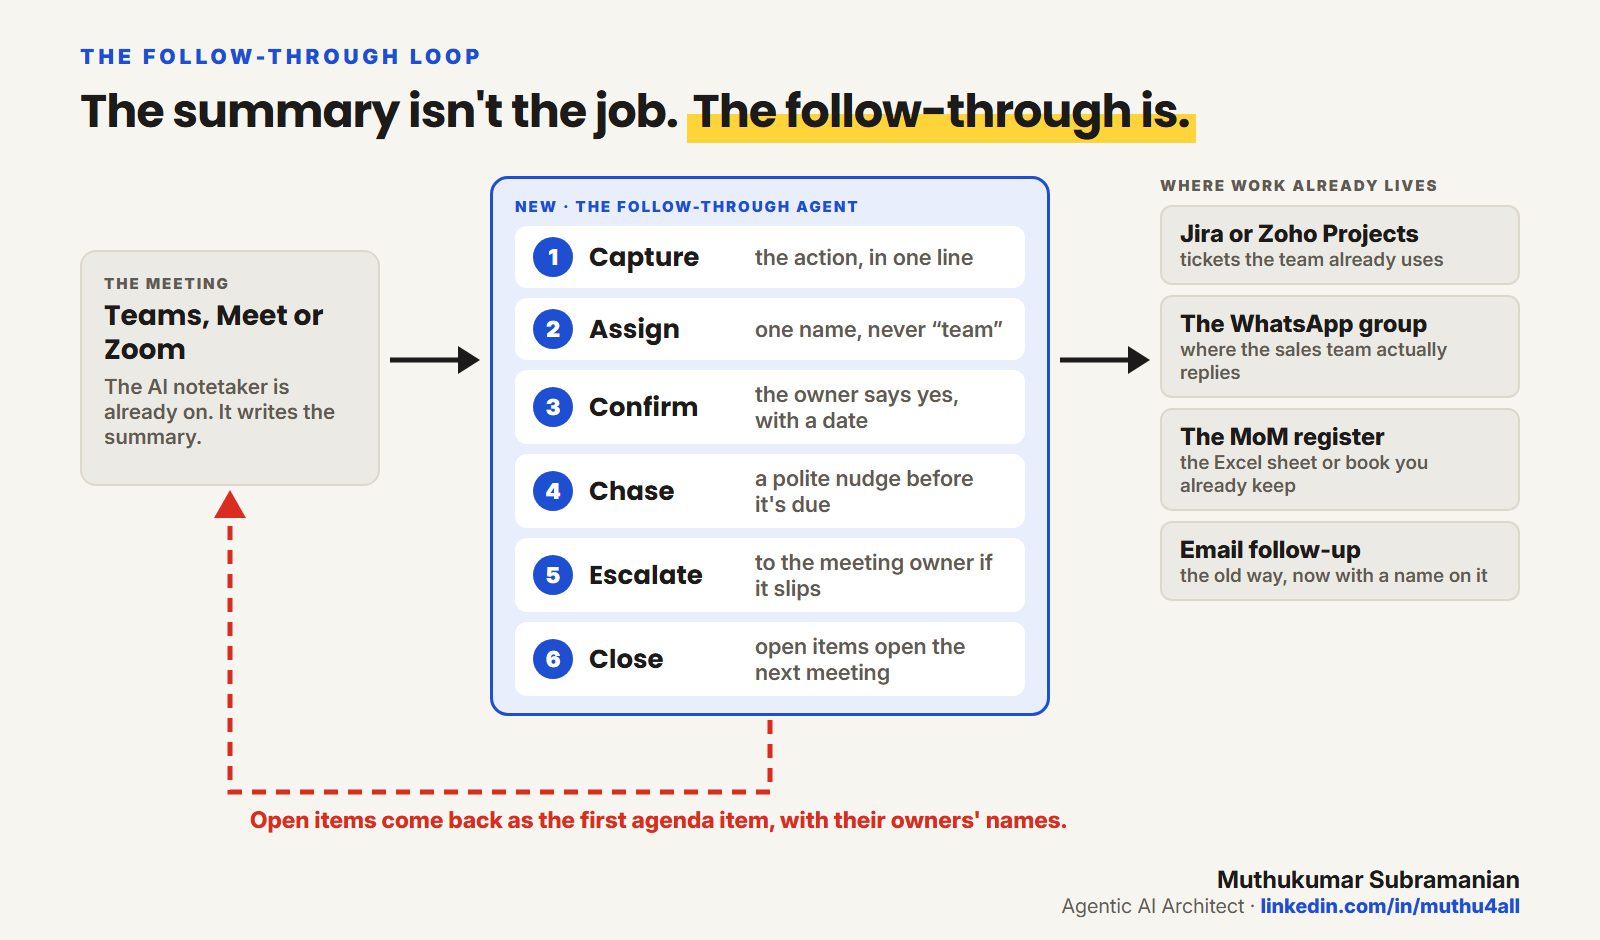 THE FOLLOW-THROUGH LOOP
The summary isn't the job. The follow-through is.
THE MEETING
Teams, Meet or
Zoom
The AI notetaker is
already on. It writes the
summary.
NEW · THE FOLLOW-THROUGH AGENT
1 Capture the action, in one line
2 Assign one name, never “team”
3 Confirm the owner says yes,
with a date
4 Chase a polite nudge before
it's due
5 Escalate to the meeting owner if
it slips
6 Close open items open the
next meeting
WHERE WORK ALREADY LIVES
Jira or Zoho Projects
tickets the team already uses
The WhatsApp group
where the sales team actually
replies
The MoM register
the Excel sheet or book you
already keep
Email follow-up
the old way, now with a name on it
Open items come back as the first agenda item, with their owners' names.
Muthukumar Subramanian
Agentic AI Architect · linkedin.com/in/muthu4all